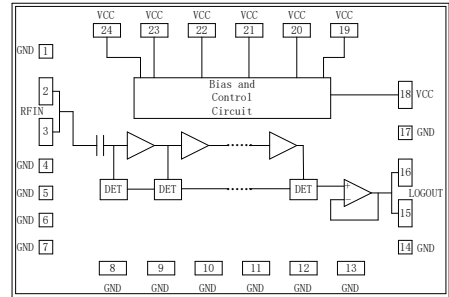 VCC VCC VCC VCC VCC VCC
24 23 22 21 20 19
GND 1
Bias and
Control
Circuit
2
18 VCC
RFIN
3
17 GND
GND 4
16
DET DET DET
+
-
LOGOUT
GND 5
15
GND 6
GND 7
14 GND
8 9 10 11 12 13
GND GND GND GND GND GND